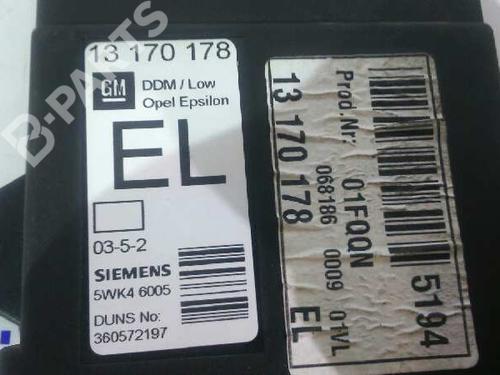 13 170 178
GM
DDM / Low
Opel Epsilon
EL
03-5-2
SIEMENS
5WK4 6005
DUNS No:
360572197
Prod.Nr:
13 170 178
01FQQN
068186 0009 01VL
EL
5194
B-PARTS